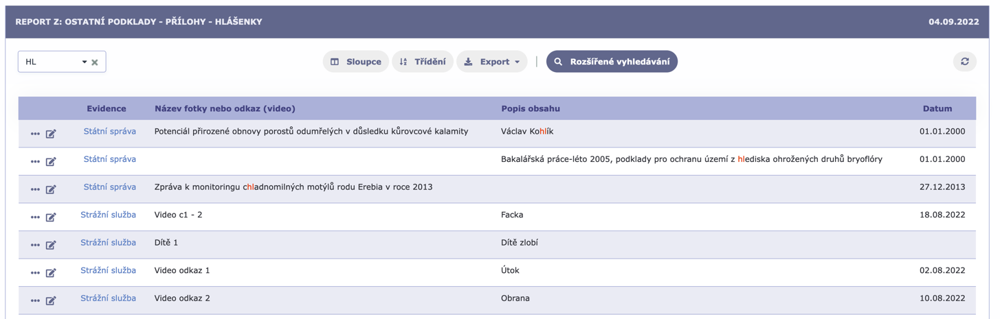 REPORT Z: OSTATNÍ PODKLADY - PŘÍLOHY - HLÁŠENKY 04.09.2022
HL Sloupce Třídění Export Rozšířené vyhledávání
Evidence Název fotky nebo odkaz (video) Popis obsahu Datum
Státní správa Potenciál přirozené obnovy porostů odumřelých v důsledku kůrovcové kalamity Václav Kohlík 01.01.2000
Státní správa Bakalářská práce-léto 2005, podklady pro ochranu území z hlediska ohrožených druhů bryoflóry 01.01.2000
Státní správa Zpráva k monitoringu chladnomilných motýlů rodu Erebia v roce 2013 27.12.2013
Strážní služba Video c1 - 2 Facka 18.08.2022
Strážní služba Dítě 1 Dítě zlobí
Strážní služba Video odkaz 1 Útok 02.08.2022
Strážní služba Video odkaz 2 Obrana 10.08.2022